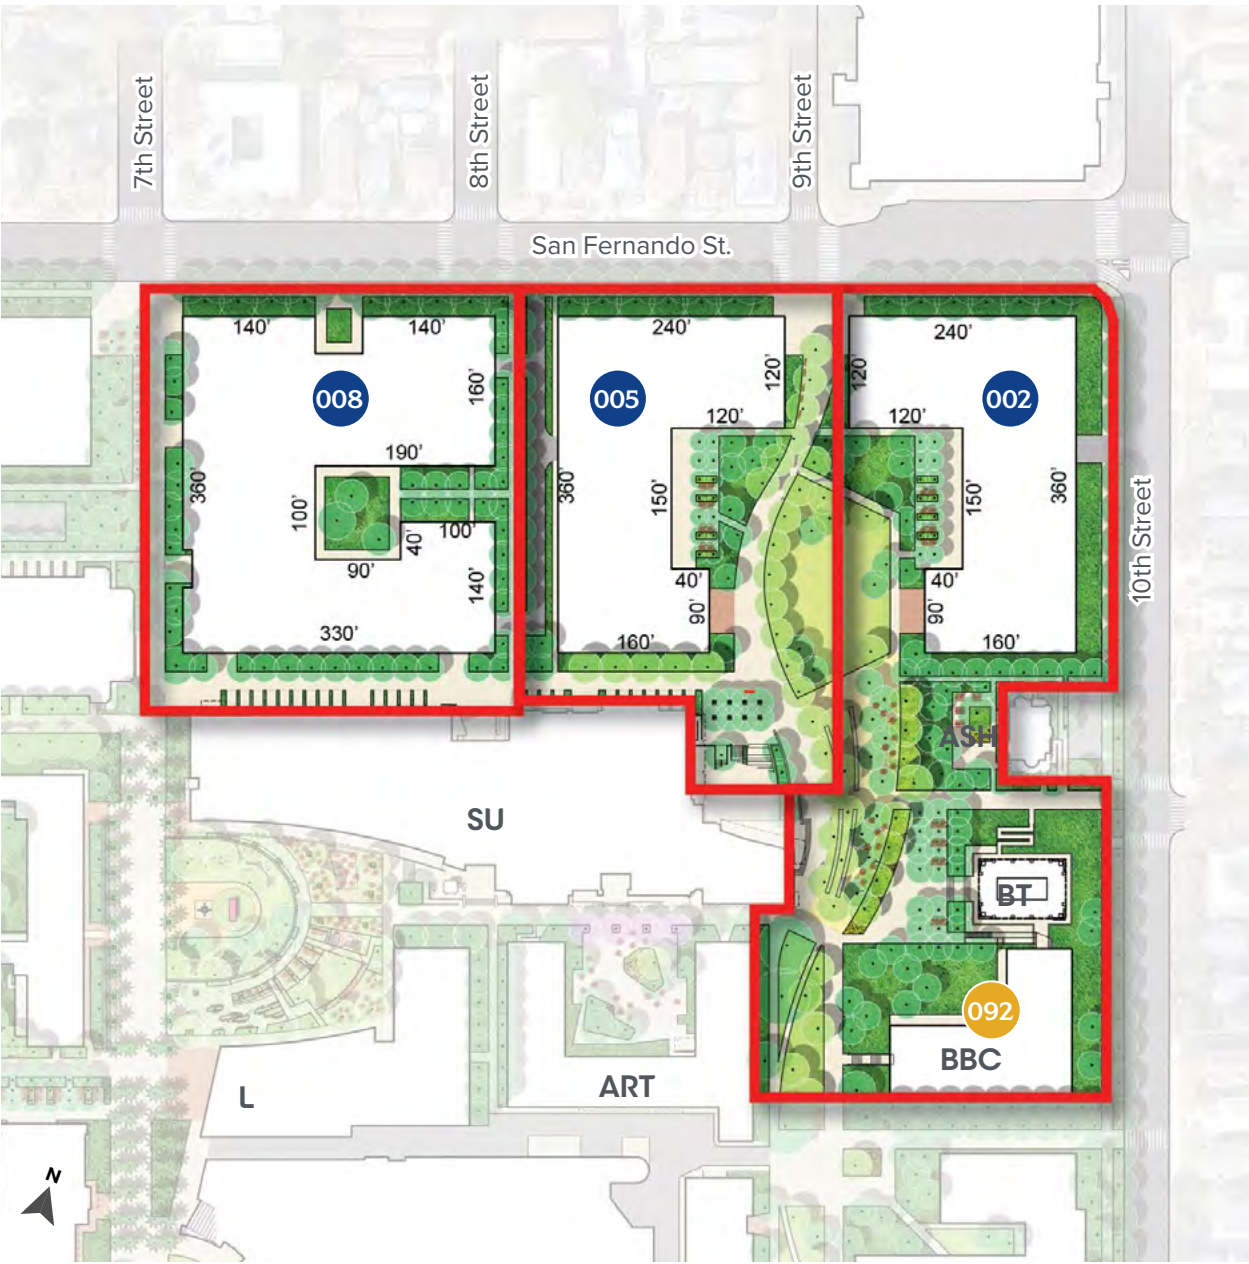 7th Street
8th Street
9th Street
San Fernando St.
140'
140'
240'
240'
160'
120'
120'
008
005
002
120'
120'
190'
360'
100'
360'
150'
150'
360'
100'
40'
10th Street
90'
140'
40'
40'
90'
90'
330'
160'
160'
ASH
SU
BT
092
BBC
ART
L
N